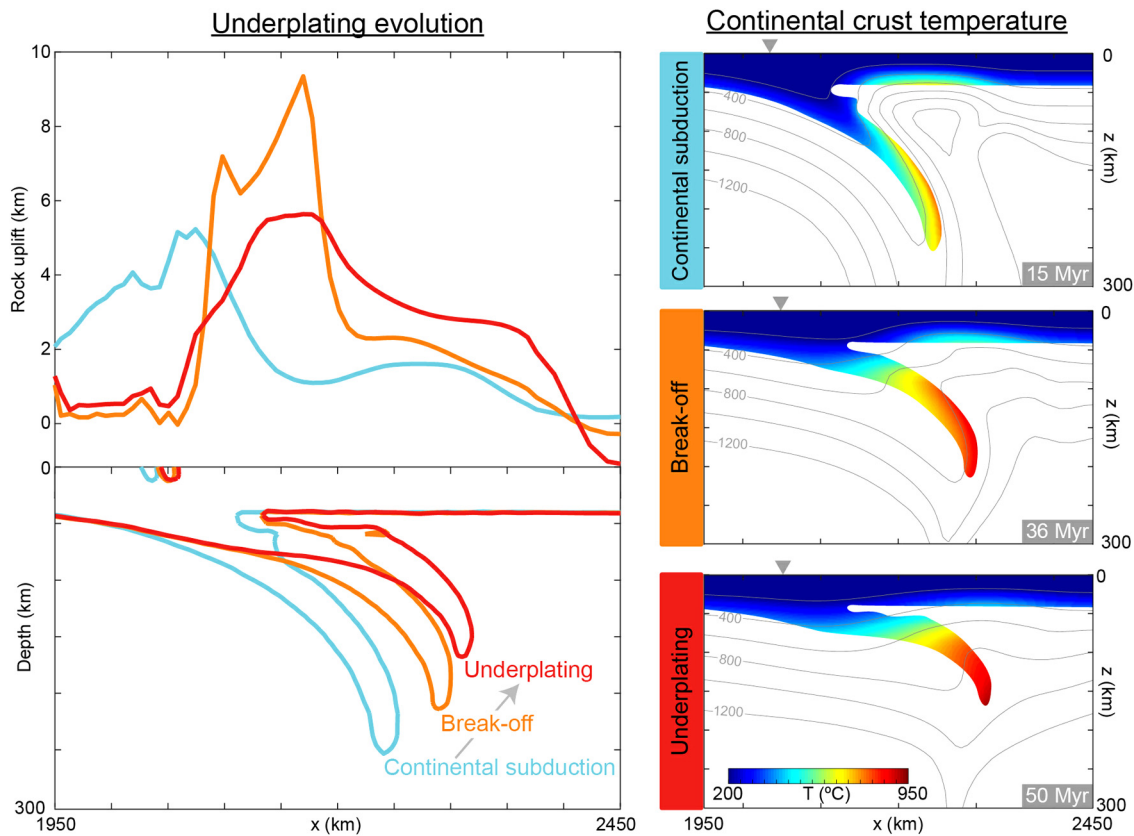 Underplating evolution
10
8
6
4
2
0
Rock uplift (km)
0
300
Depth (km)
Underplating
Break-off
Continental subduction
1950
x (km)
2450
Continental crust temperature
Continental subduction
400
800
1200
0
z (km)
300
15 Myr
Break-off
400
800
1200
0
z (km)
300
36 Myr
Underplating
400
800
1200
0
z (km)
300
50 Myr
200
T (ºC)
950
1950
x (km)
2450